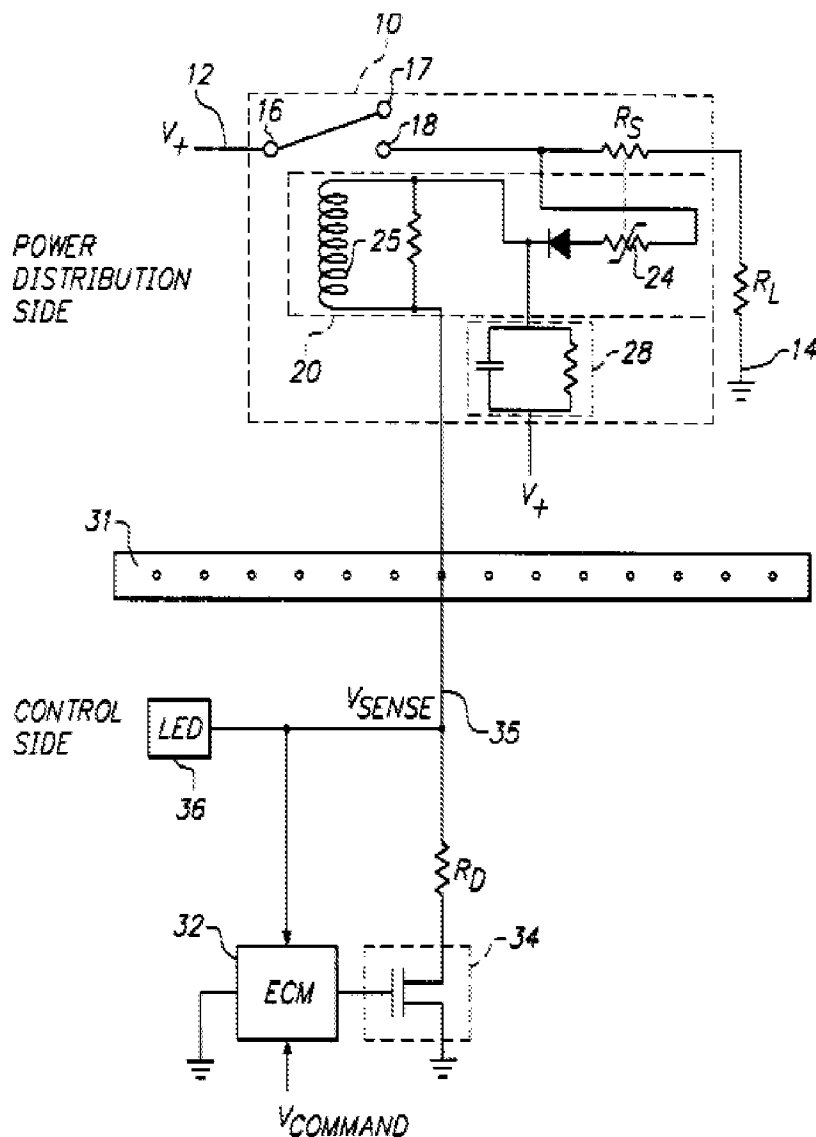 10
12
17
16
V+
18
RS
POWER
DISTRIBUTION
SIDE
25
24
RL
20
28
14
V+
31
CONTROL
SIDE
LED
VSENSE
35
36
RD
32
34
ECM
VCOMMAND